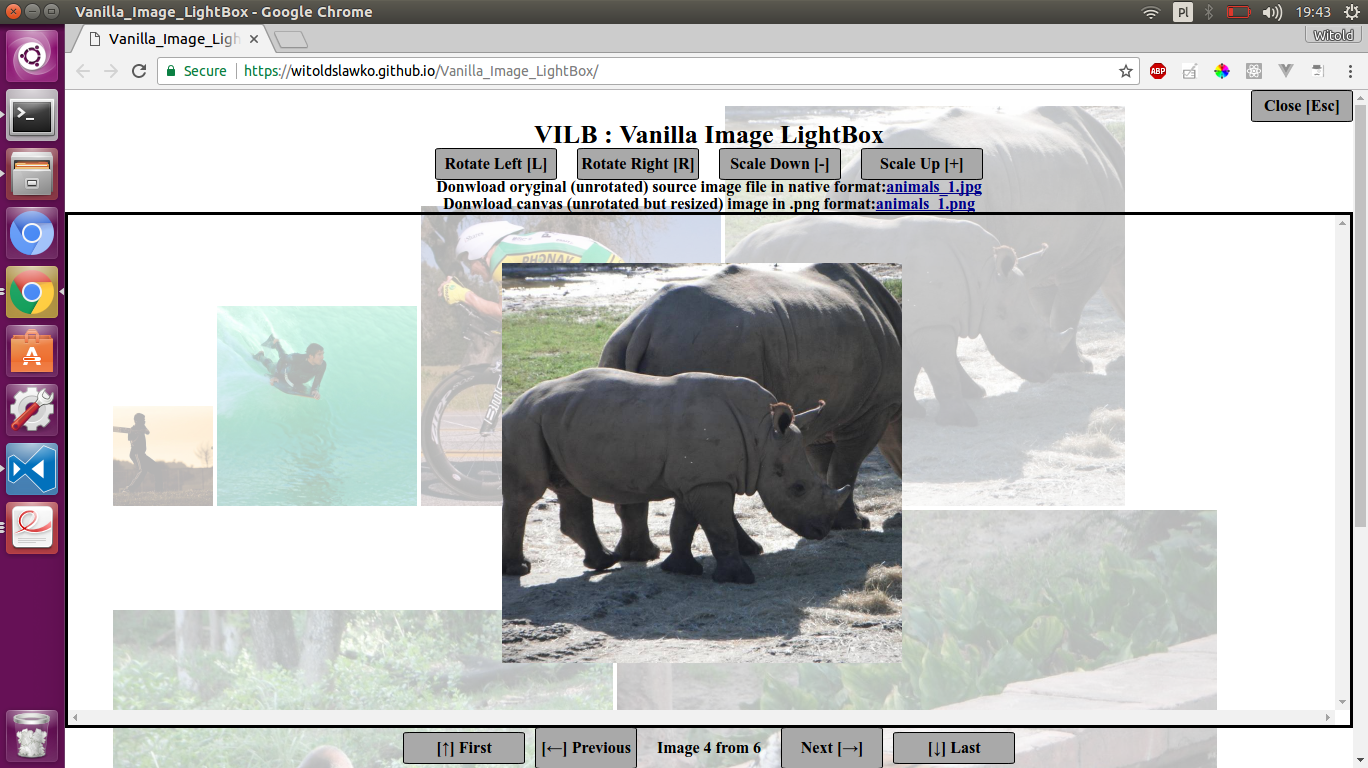 Vanilla_Image_LightBox - Google Chrome
Pl
19:43
Vanilla_Image_Ligh
Witold
Secure
https://witoldslawko.github.io/Vanilla_Image_LightBox/
ABP
Close [Esc]
VILB : Vanilla Image LightBox
Rotate Left [L]
Rotate Right [R]
Scale Down [-]
Scale Up [+]
Donwload oryginal (unrotated) source image file in native format:animals_1.jpg
Donwload canvas (unrotated but resized) image in .png format:animals_1.png
PHONAK
[↑] First
[←] Previous
Image 4 from 6
Next [→]
[↓] Last